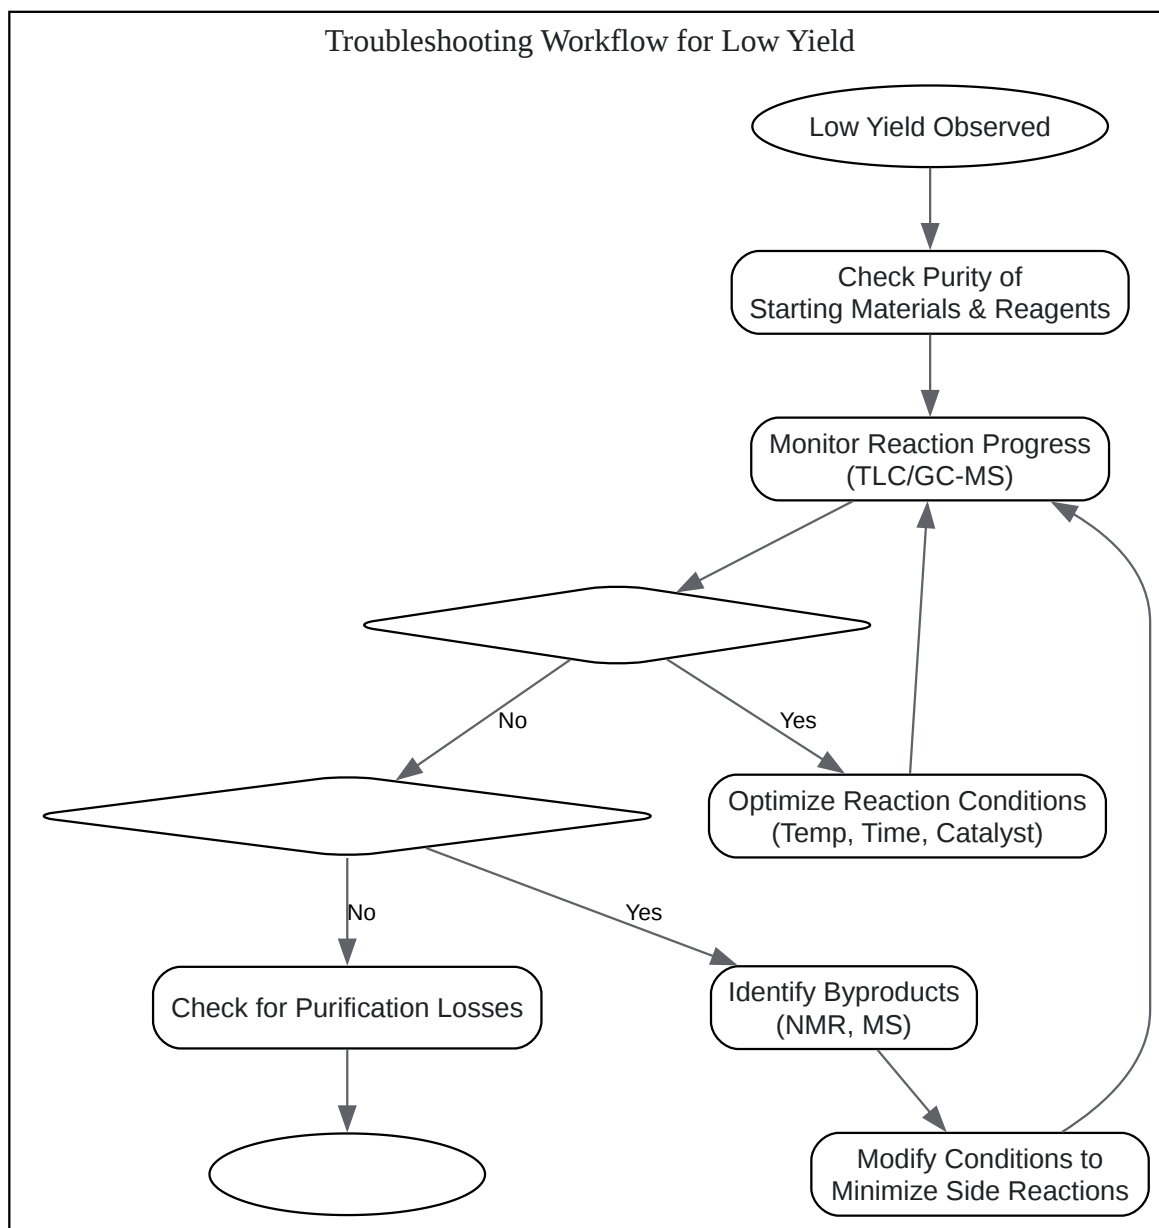 Troubleshooting Workflow for Low Yield
Low Yield Observed
Check Purity of
Starting Materials & Reagents
Monitor Reaction Progress
(TLC/GC-MS)
No
Yes
Optimize Reaction Conditions
(Temp, Time, Catalyst)
No
Yes
Check for Purification Losses
Identify Byproducts
(NMR, MS)
Modify Conditions to
Minimize Side Reactions